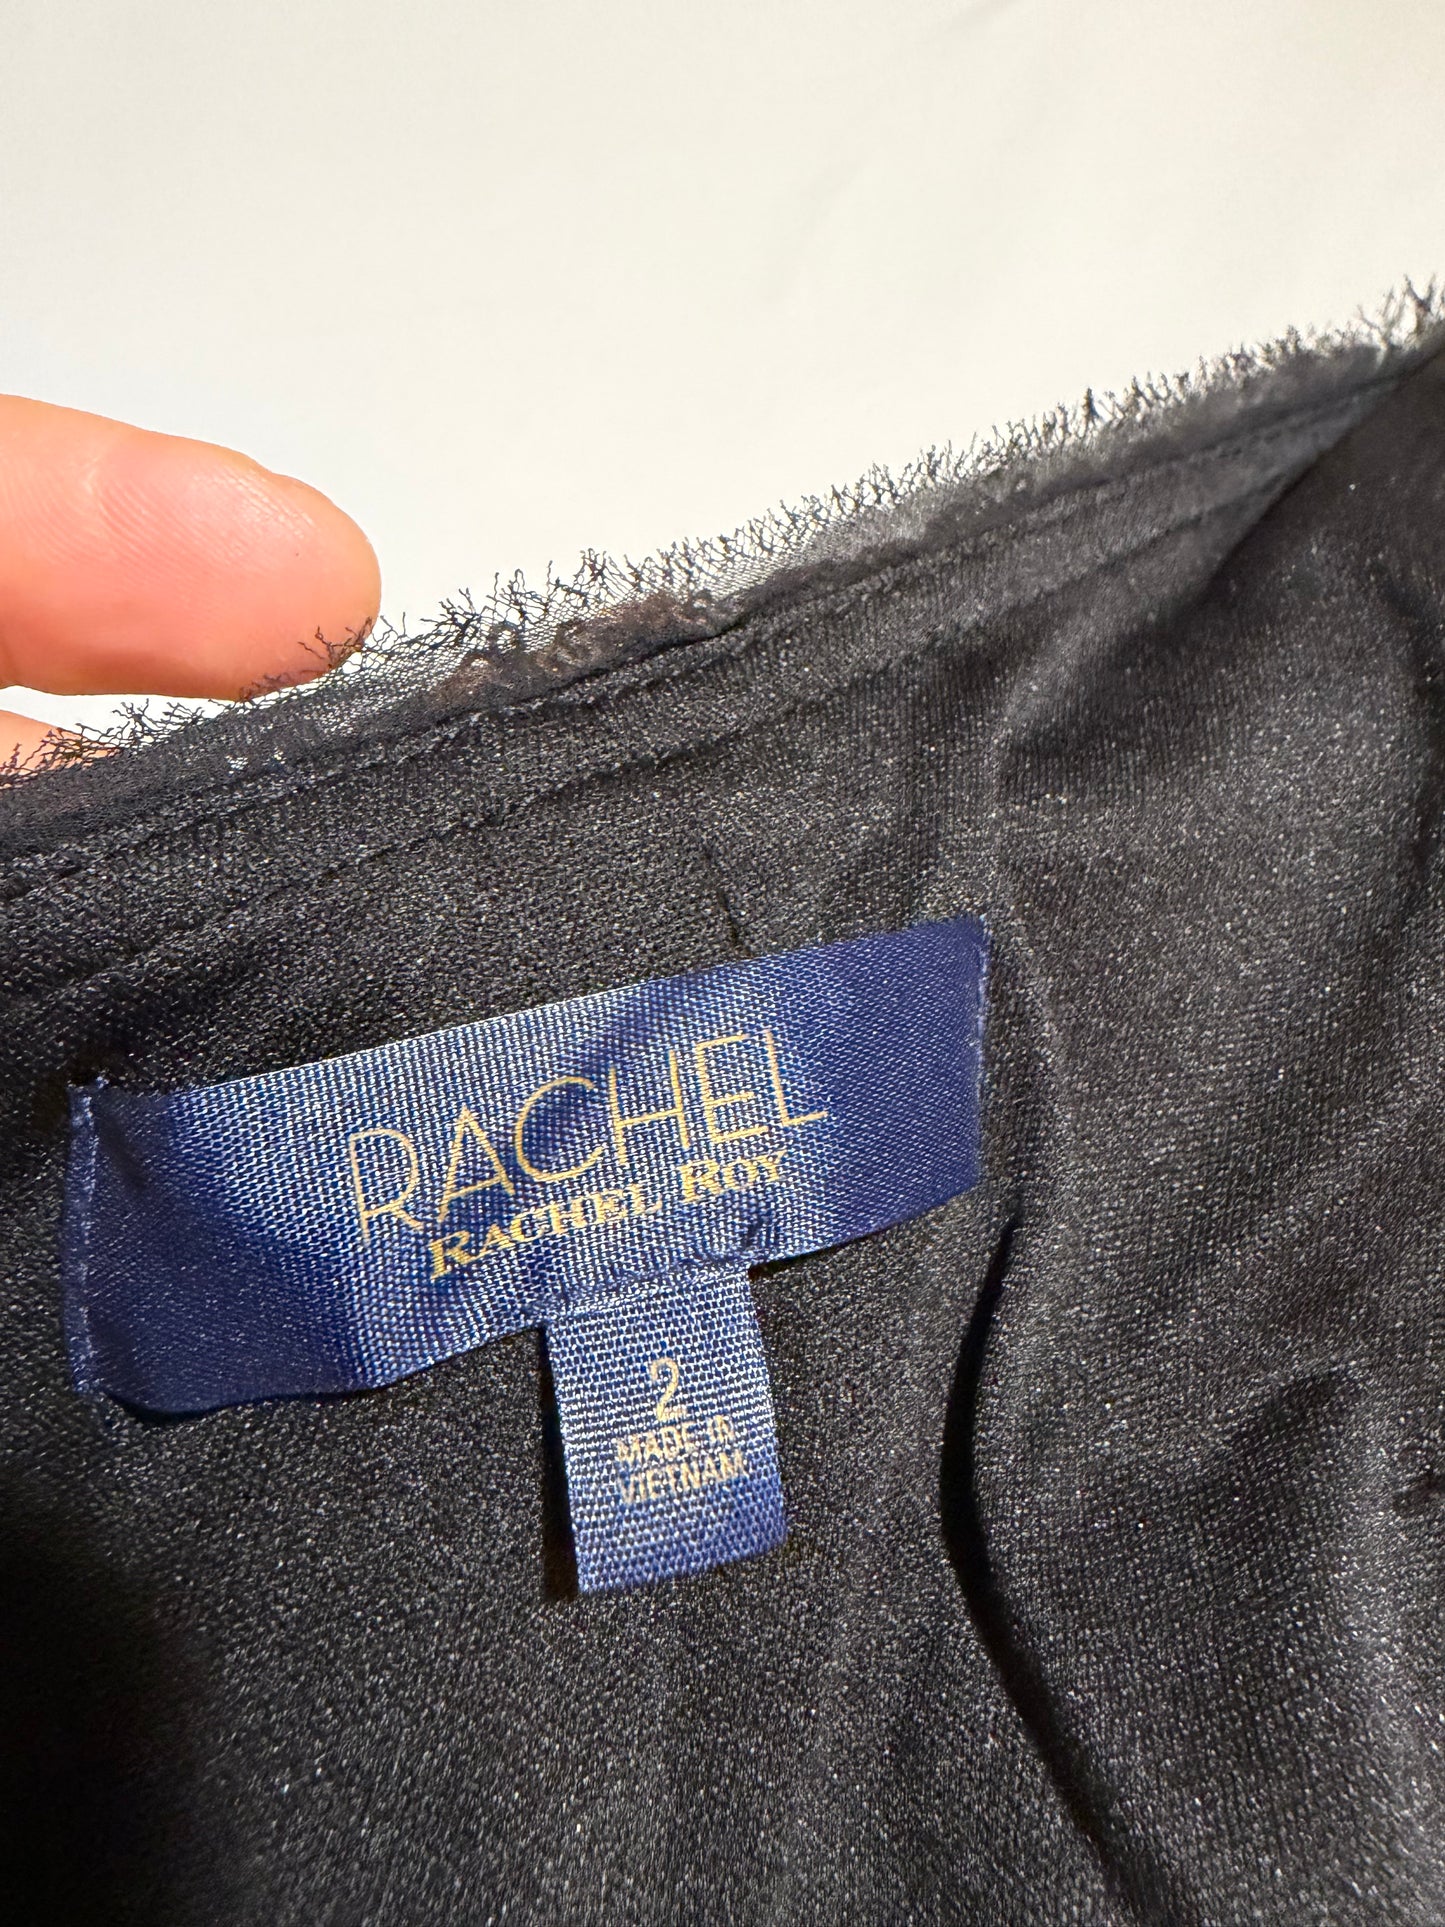 RACHEL
RACHEL ROY
2
MADE IN
VIETNAM